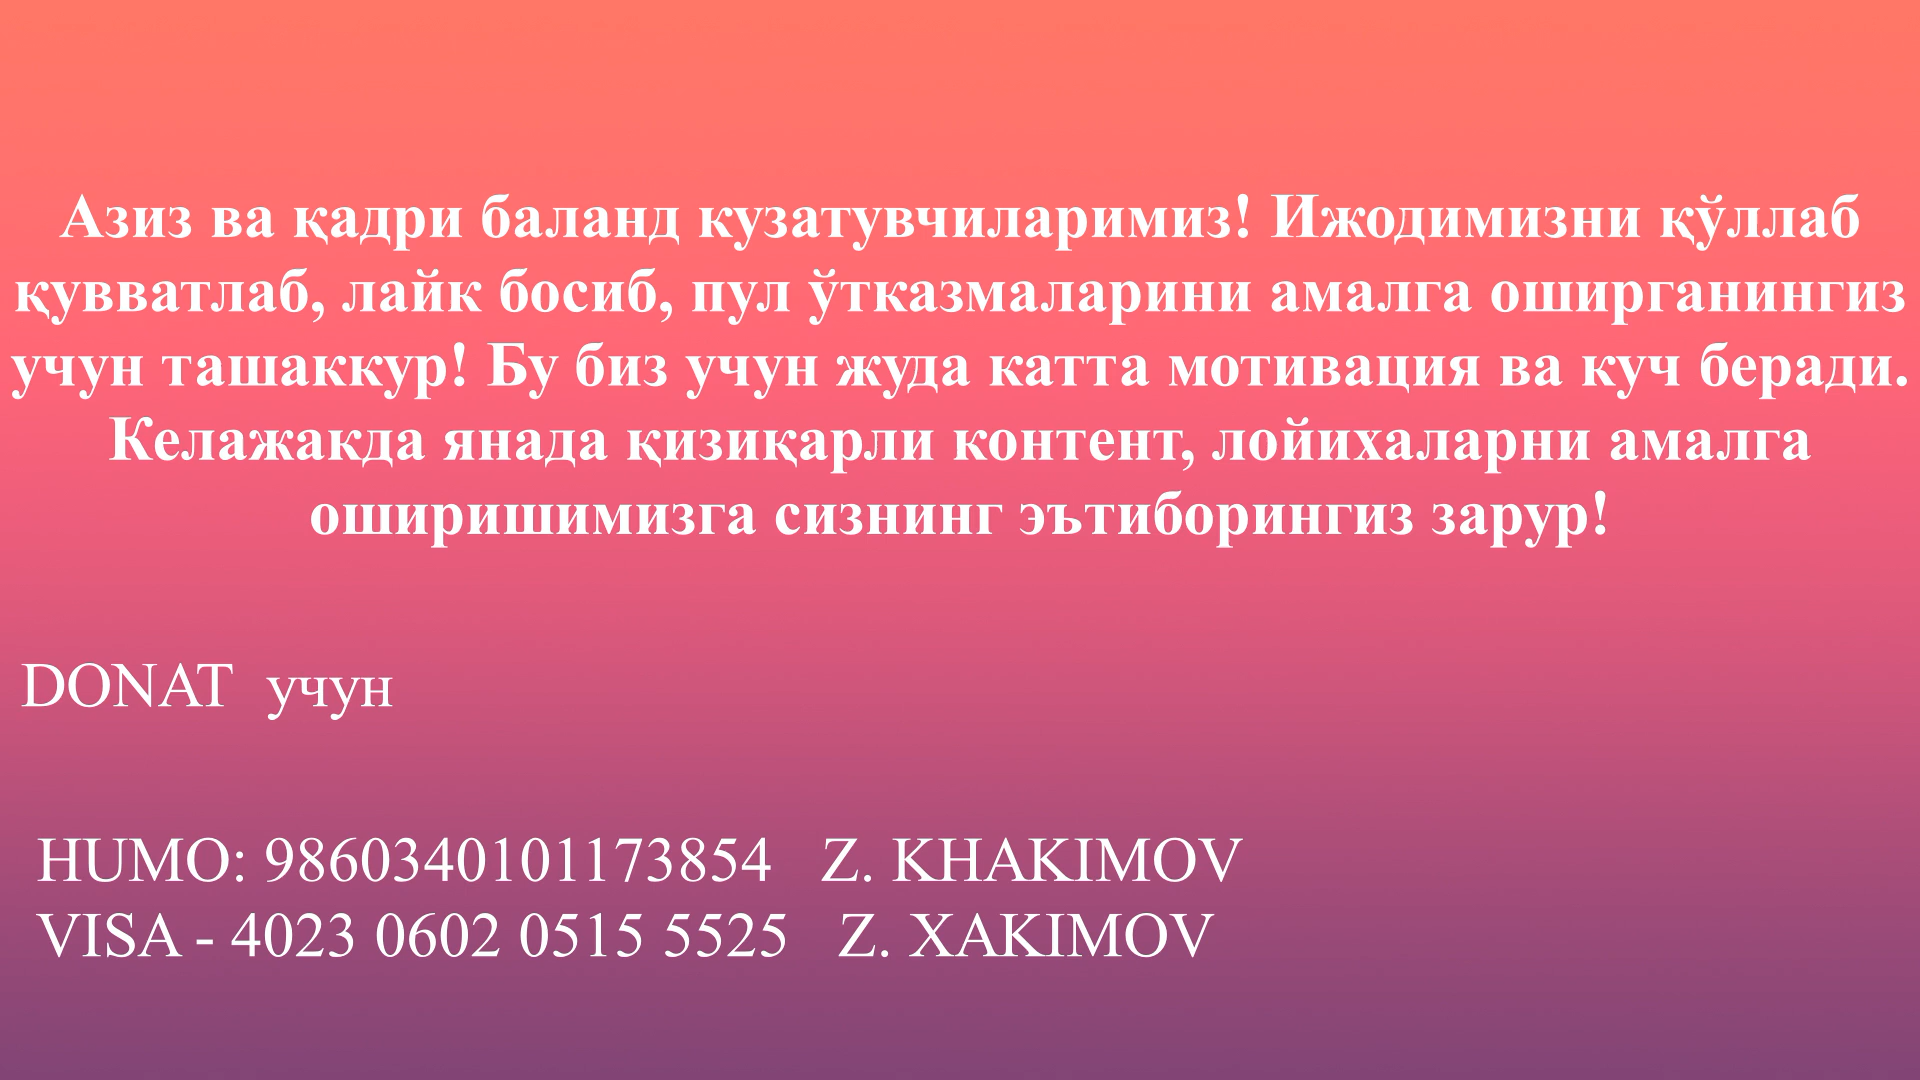 Азиз ва қадри баланд кузатувчиларимиз! Ижодимизни қўллаб
қувватлаб, лайк босиб, пул ўтказмаларини амалга оширганингиз
учун ташаккур! Бу биз учун жуда катта мотивация ва куч беради.
Келажакда янада қизиқарли контент, лойихаларни амалга
оширишимизга сизнинг эътиборингиз зарур!
DONAT учун
HUMO: 9860340101173854 Z. KHAKIMOV
VISA - 4023 0602 0515 5525 Z. XAKIMOV